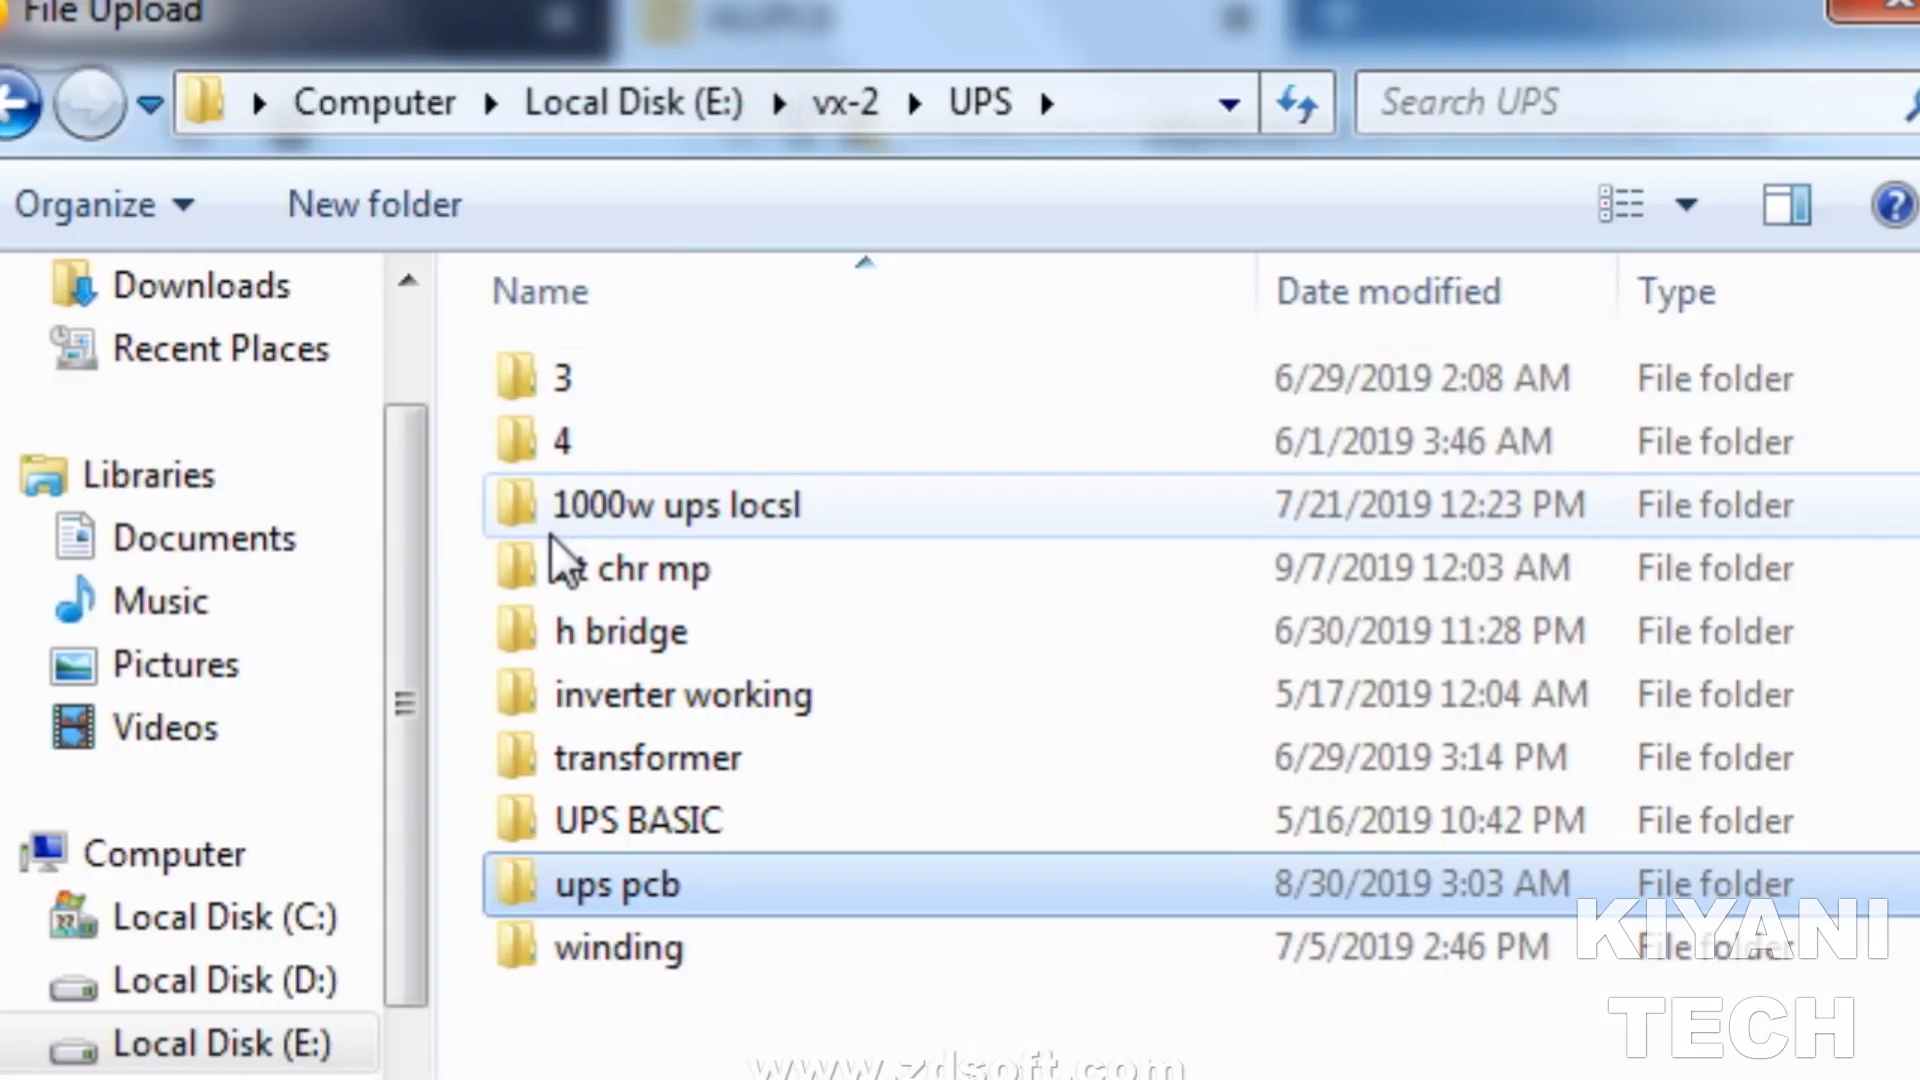 File Upload
Computer Local Disk (E:) vx-2 UPS
Search UPS
Organize New folder
Name Date modified Type
Downloads
Recent Places
Libraries
Documents
Music
Pictures
Videos
Computer
Local Disk (C:)
Local Disk (D:)
Local Disk (E:)
3 6/29/2019 2:08 AM File folder
4 6/1/2019 3:46 AM File folder
1000w ups locsl 7/21/2019 12:23 PM File folder
chr mp 9/7/2019 12:03 AM File folder
h bridge 6/30/2019 11:28 PM File folder
inverter working 5/17/2019 12:04 AM File folder
transformer 6/29/2019 3:14 PM File folder
UPS BASIC 5/16/2019 10:42 PM File folder
ups pcb 8/30/2019 3:03 AM File folder
winding 7/5/2019 2:46 PM File folder
KIYANI
TECH
www.zdsoft.com